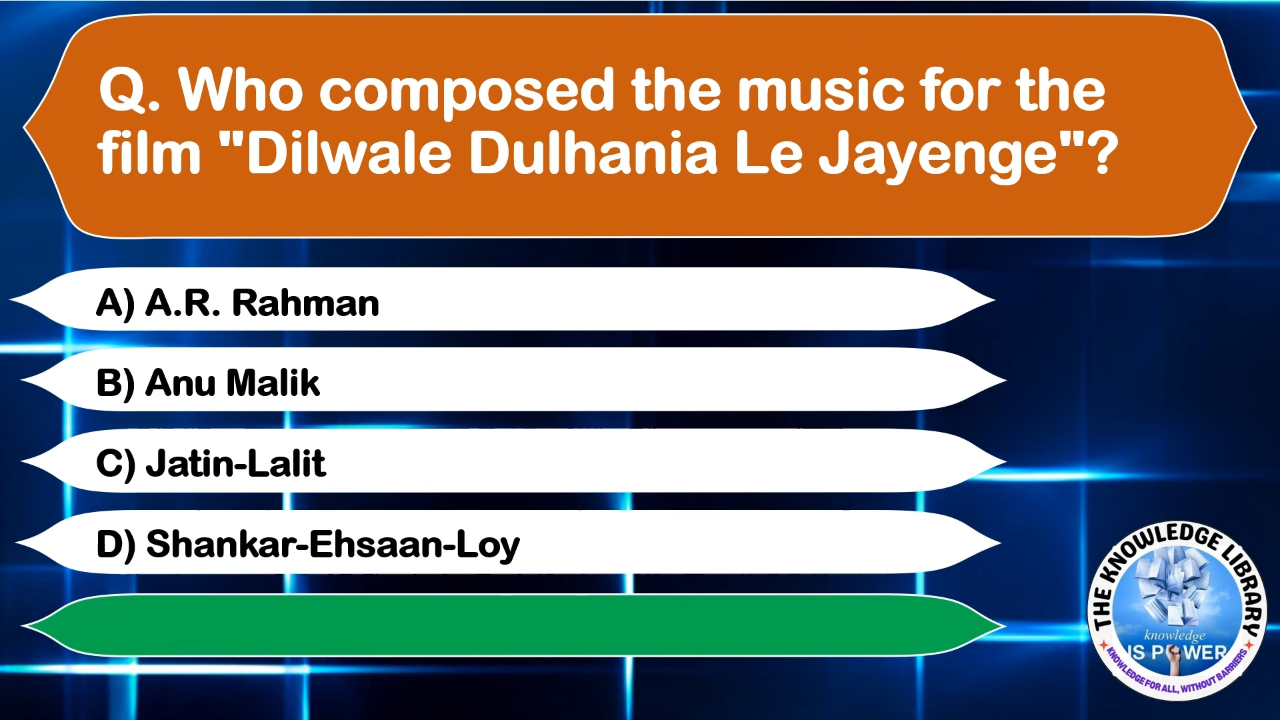 Q. Who composed the music for the
film "Dilwale Dulhania Le Jayenge"?
A) A.R. Rahman
B) Anu Malik
C) Jatin-Lalit
D) Shankar-Ehsaan-Loy
THE KNOWLEDGE LIBRARY
knowledge
IS POWER
KNOWLEDGE FOR ALL, WITHOUT BARRIERS